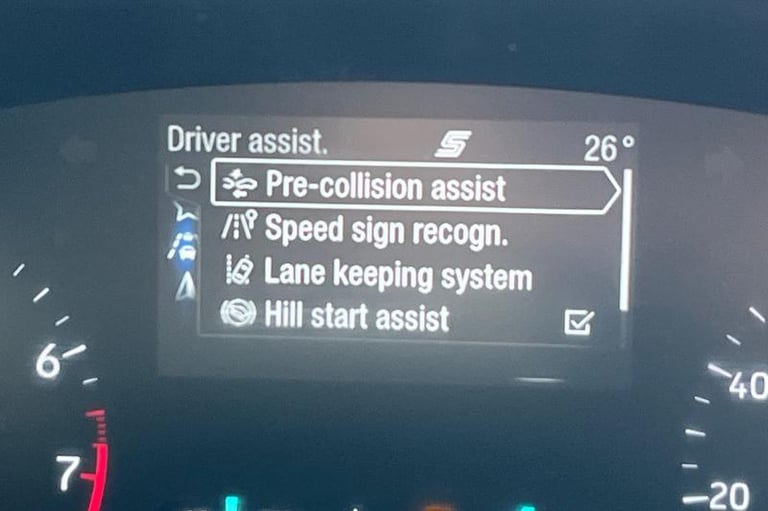 Driver assist. S 26°
Pre-collision assist
Speed sign recogn.
Lane keeping system
Hill start assist
6
7
40
20